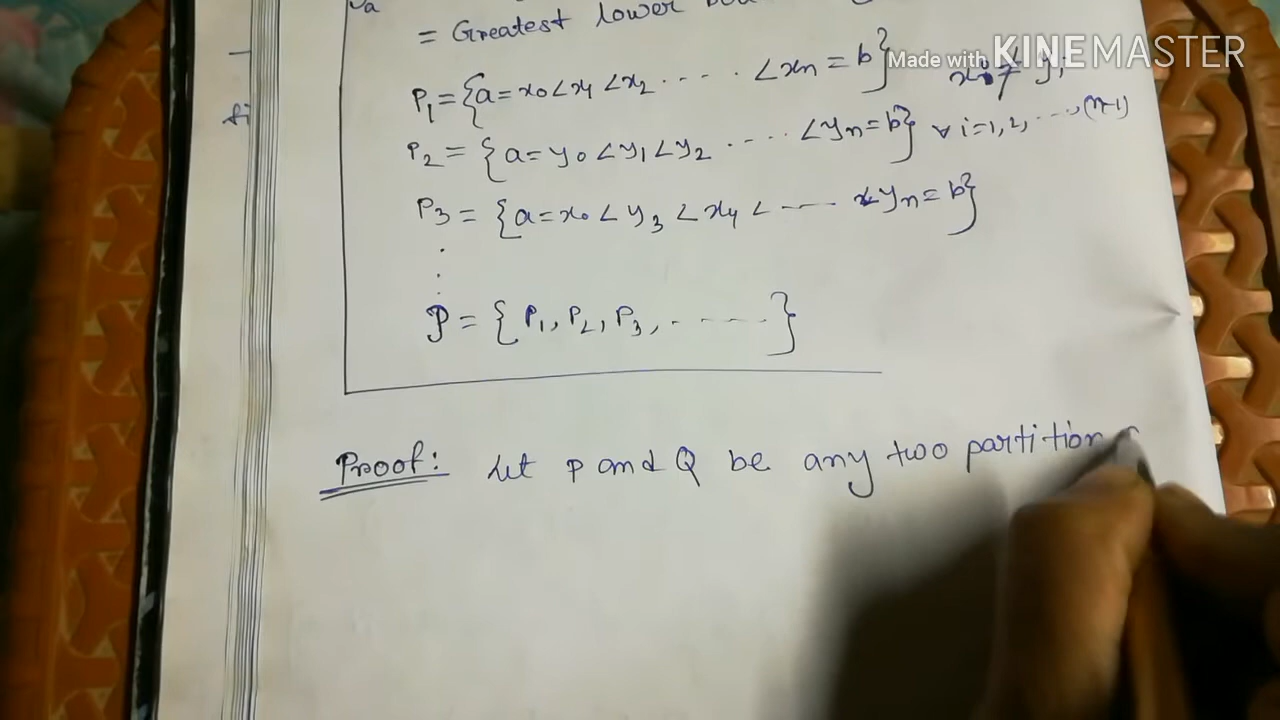 = Greatest lower
P₁ = {a = x₀ < x₁ < x₂ .... < xₙ = b}
P₂ = {a = y₀ < y₁ < y₂ .... < yₙ = b} ∀ i = 1, 2, ...., (n-1)
P₃ = {a = x₀ < y₃ < x₄ < ---- < yₙ = b}
P = {P₁, P₂, P₃, ......}
Proof: Let P and Q be any two partition
Made with KINEMASTER